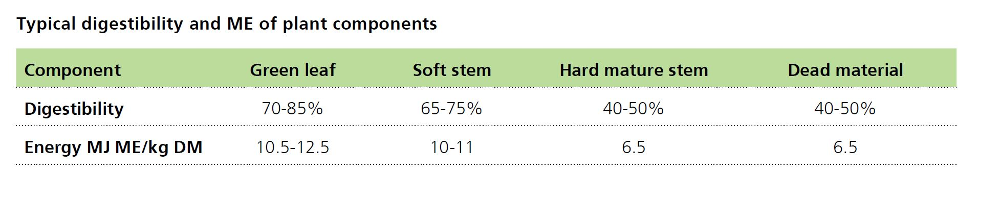 Typical digestibility and ME of plant components
Component Green leaf Soft stem Hard mature stem Dead material
Digestibility 70-85% 65-75% 40-50% 40-50%
Energy MJ ME/kg DM 10.5-12.5 10-11 6.5 6.5